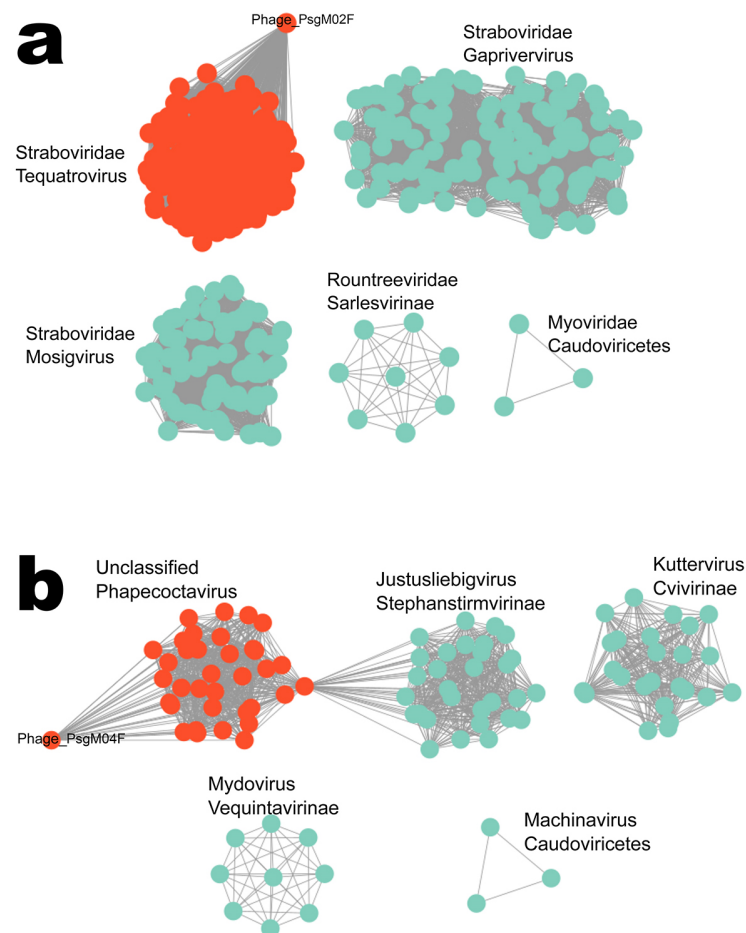 a
Phage_PsgM02F
Straboviridae
Gaprivervirus
Straboviridae
Tequatrovirus
Rountreeviridae
Sarlesvirinae
Straboviridae
Mosigvirus
Myoviridae
Caudoviricetes
b
Unclassified
Phapecoctavirus
Justusliebigvirus
Stephanstirmvirinae
Kuttervirus
Cvivirinae
Phage_PsgM04F
Mydovirus
Vequintavirinae
Machinavirus
Caudoviricetes